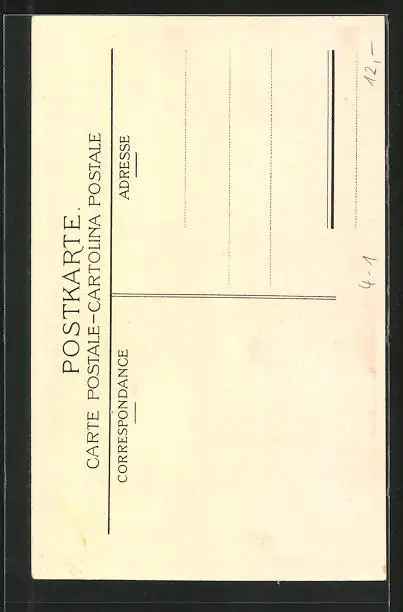 POSTKARTE.
CARTE POSTALE-CARTOLINA POSTALE
CORRESPONDANCE
ADRESSE
4-1
12,-